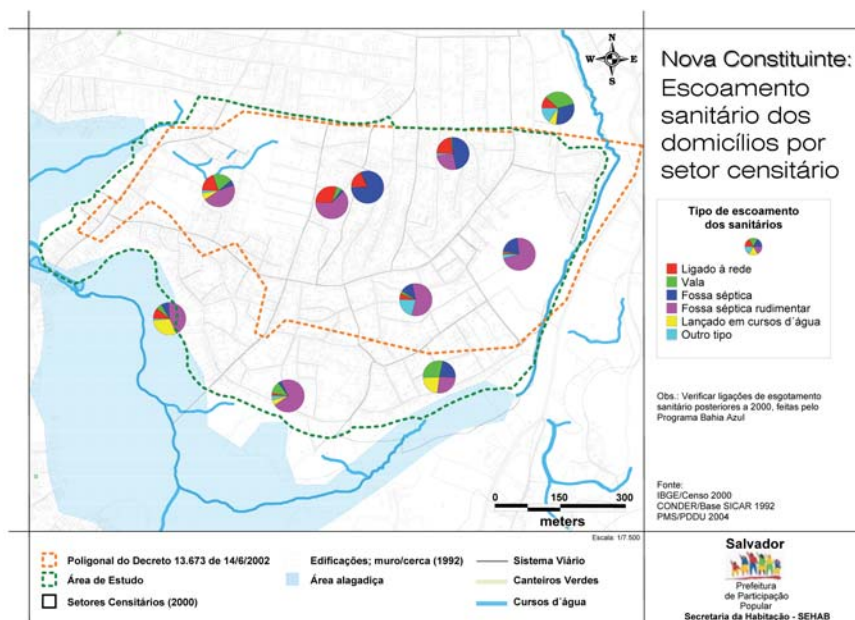 N
W E
S
Nova Constituinte:
Escoamento
sanitário dos
domicílios por
setor censitário
Tipo de escoamento
dos sanitários
Ligado à rede
Vala
Fossa séptica
Fossa séptica rudimentar
Lançado em cursos d´água
Outro tipo
Obs.: Verificar ligações de esgotamento
sanitário posteriores a 2000, feitas pelo
Programa Bahia Azul
Fonte:
IBGE/Censo 2000
CONDER/Base SICAR 1992
PMS/PDDU 2004
0 150 300
meters
Escala: 1/7.500
Poligonal do Decreto 13.673 de 14/6/2002
Área de Estudo
Setores Censitários (2000)
Edificações; muro/cerca (1992)
Área alagadiça
Sistema Viário
Canteiros Verdes
Cursos d´água
Salvador
Prefeitura
de Participação
Popular
Secretaria da Habitação - SEHAB